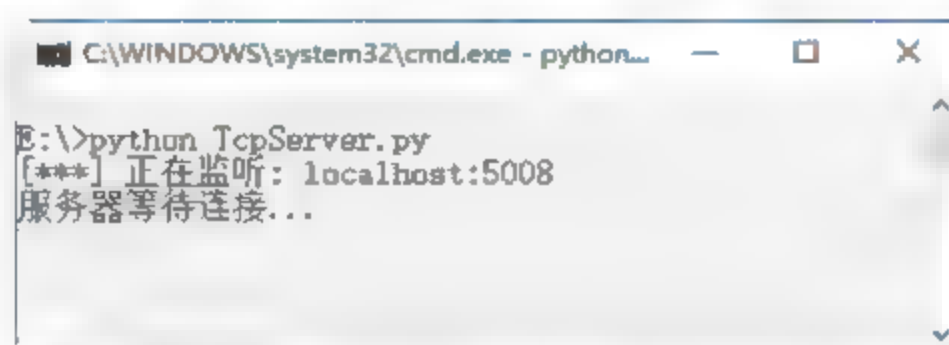 C:\WINDOWS\system32\cmd.exe - python...
E:\>python TcpServer.py
[***] 正在监听: localhost:5008
服务器等待连接...